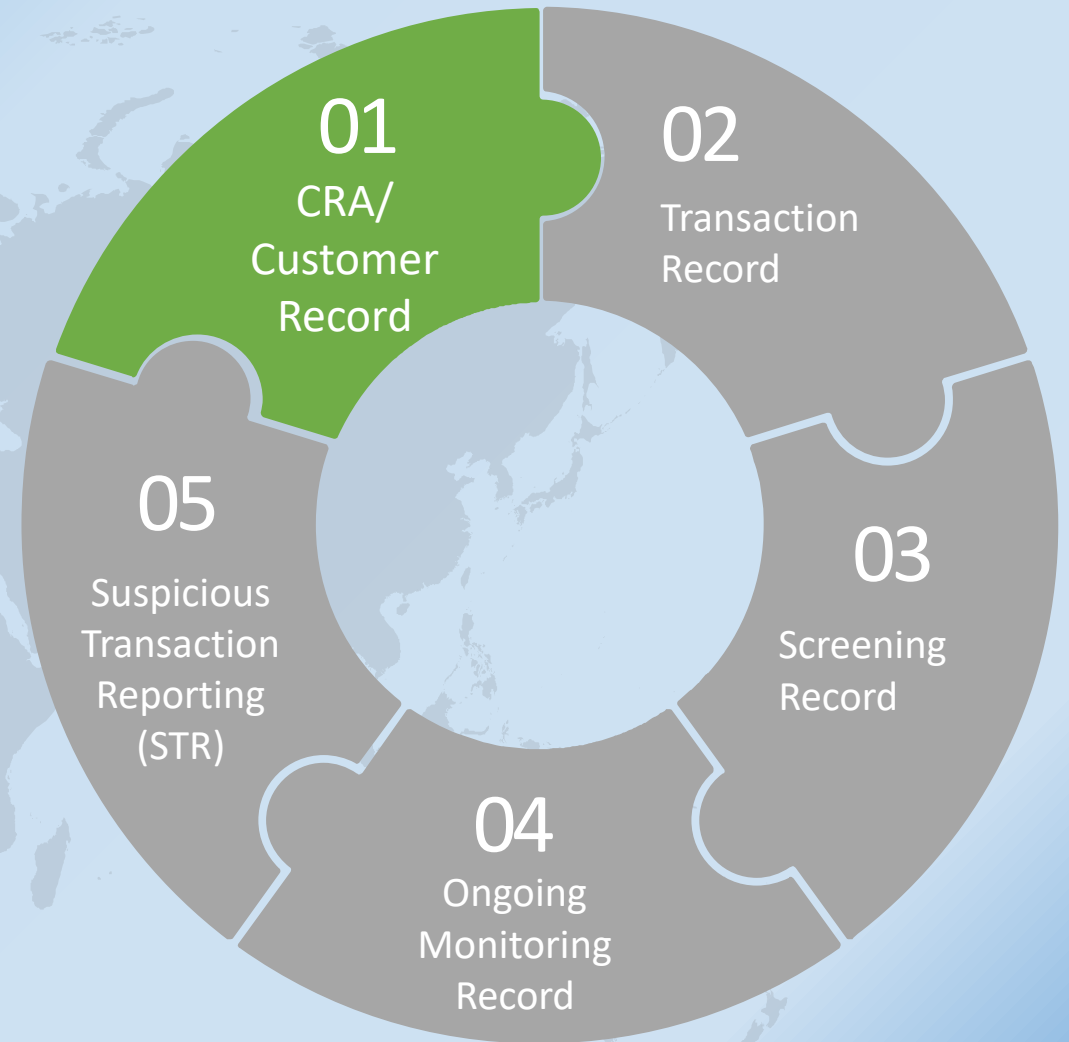 01
CRA/
Customer
Record
02
Transaction
Record
03
Screening
Record
04
Ongoing
Monitoring
Record
05
Suspicious
Transaction
Reporting
(STR)